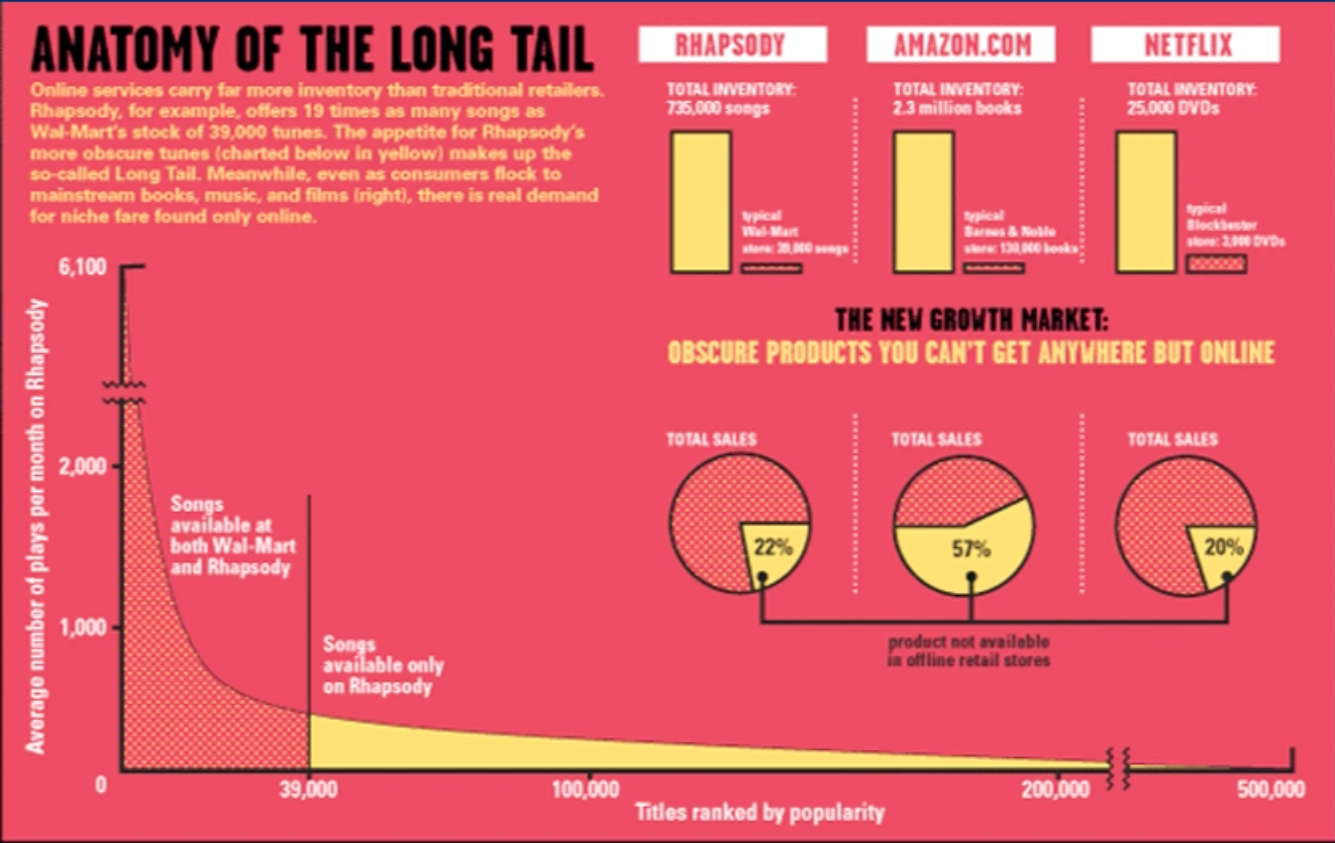 ANATOMY OF THE LONG TAIL
Online services carry far more inventory than traditional retailers.
Rhapsody, for example, offers 19 times as many songs as
Wal-Mart's stock of 39,000 tunes. The appetite for Rhapsody's
more obscure tunes (charted below in yellow) makes up the
so-called Long Tail. Meanwhile, even as consumers flock to
mainstream books, music, and films (right), there is real demand
for niche fare found only online.
RHAPSODY
TOTAL INVENTORY:
735,000 songs
typical
Wal-Mart
store: 39,000 songs
AMAZON.COM
TOTAL INVENTORY:
2.3 million books
typical
Barnes & Noble
store: 130,000 books
NETFLIX
TOTAL INVENTORY:
25,000 DVDs
typical
Blockbuster
store: 3,000 DVDs
THE NEW GROWTH MARKET:
OBSCURE PRODUCTS YOU CAN'T GET ANYWHERE BUT ONLINE
TOTAL SALES
22%
TOTAL SALES
57%
TOTAL SALES
20%
product not available
in offline retail stores
Average number of plays per month on Rhapsody
6,100
2,000
1,000
0
Songs
available at
both Wal-Mart
and Rhapsody
Songs
available only
on Rhapsody
39,000
100,000
200,000
500,000
Titles ranked by popularity